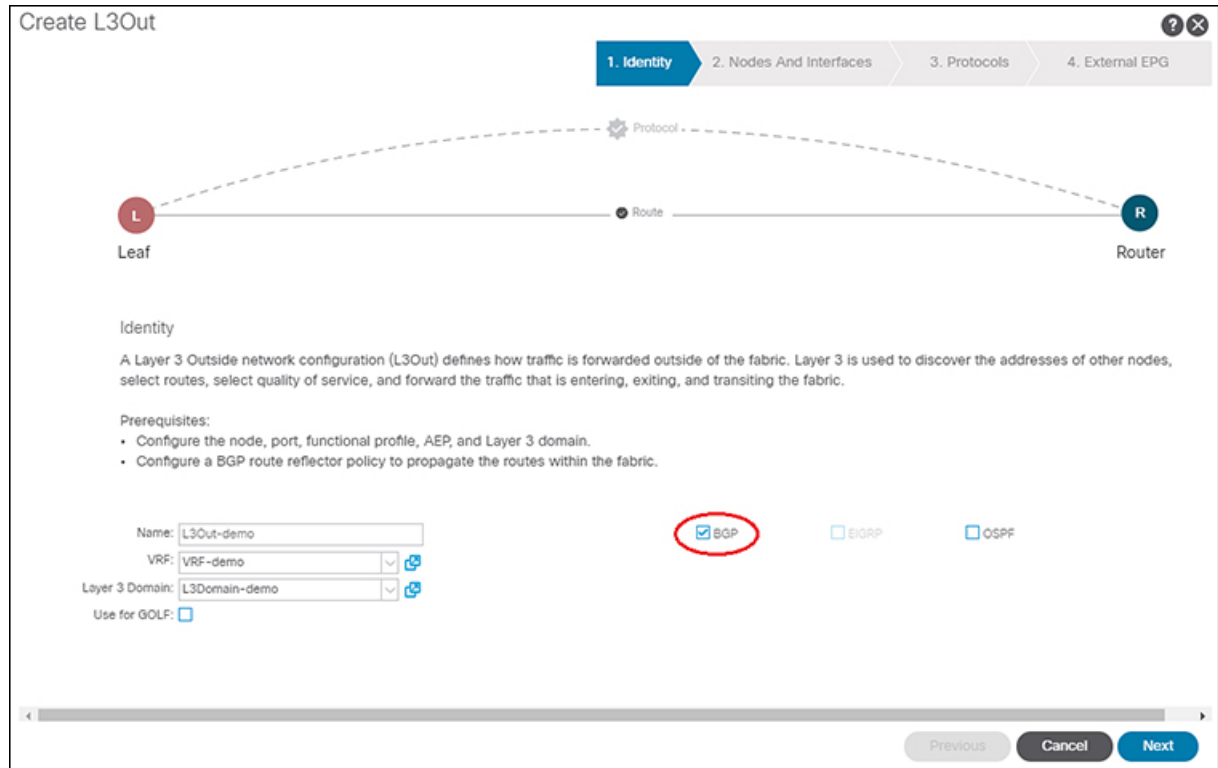 Create L3Out
1. Identity
2. Nodes And Interfaces
3. Protocols
4. External EPG
Protocol
L
Route
R
Leaf
Router
Identity
A Layer 3 Outside network configuration (L3Out) defines how traffic is forwarded outside of the fabric. Layer 3 is used to discover the addresses of other nodes,
select routes, select quality of service, and forward the traffic that is entering, exiting, and transiting the fabric.
Prerequisites:
• Configure the node, port, functional profile, AEP, and Layer 3 domain.
• Configure a BGP route reflector policy to propagate the routes within the fabric.
Name: L3Out-demo
BGP
EIGRP
OSPF
VRF: VRF-demo
Layer 3 Domain: L3Domain-demo
Use for GOLF:
Previous
Cancel
Next